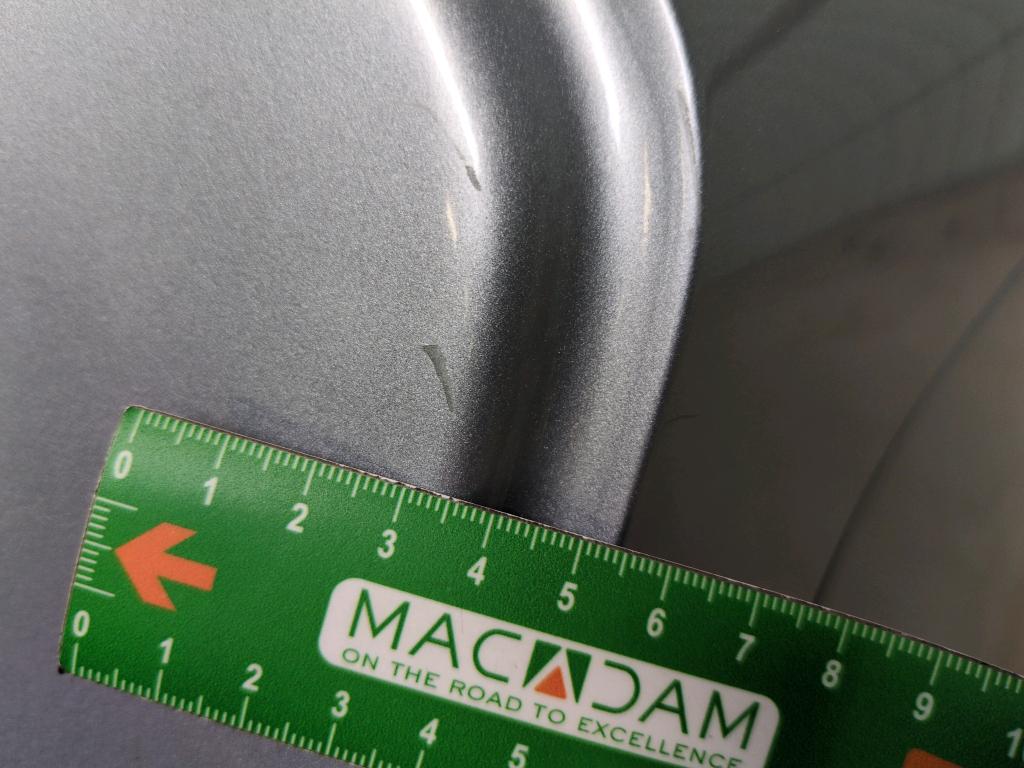 0 1 2 3 4 5 6 7 8 9 1
MACADAM
ON THE ROAD TO EXCELLENCE
0 1 2 3 4 5